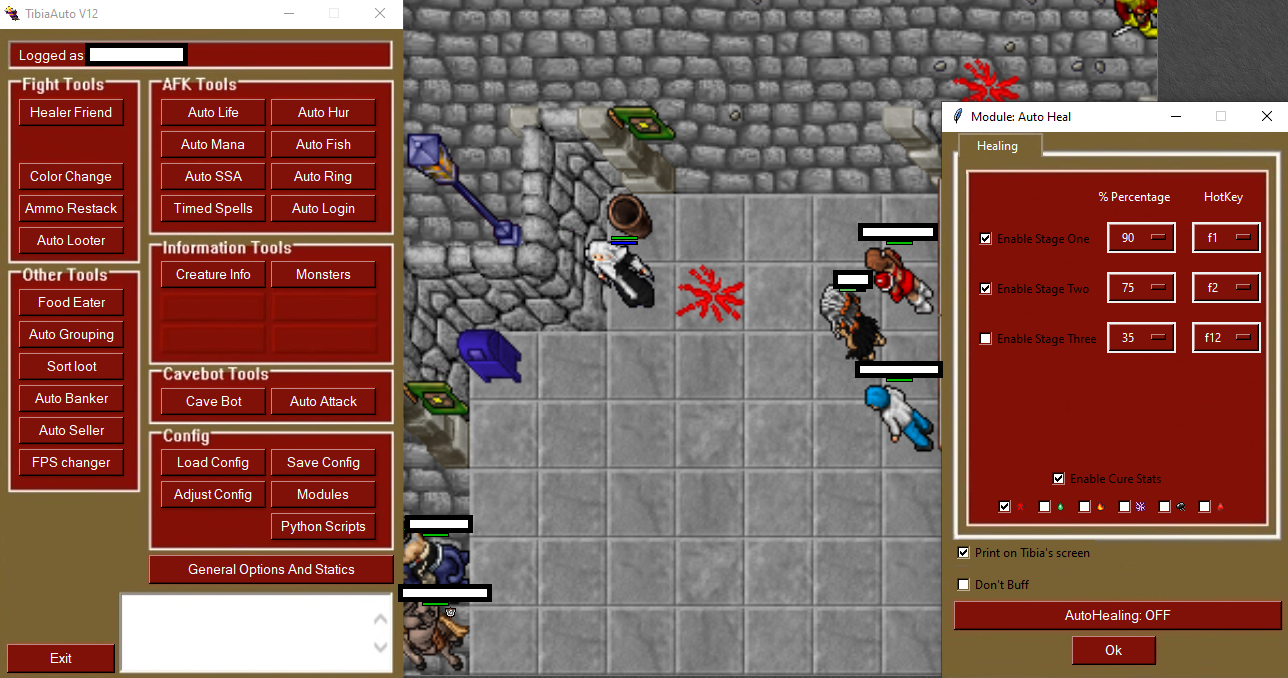 TibiaAuto V12
Logged as
Fight Tools
Healer Friend
Color Change
Ammo Restack
Auto Looter
Other Tools
Food Eater
Auto Grouping
Sort loot
Auto Banker
Auto Seller
FPS changer
AFK Tools
Auto Life
Auto Hur
Auto Mana
Auto Fish
Auto SSA
Auto Ring
Timed Spells
Auto Login
Information Tools
Creature Info
Monsters
Cavebot Tools
Cave Bot
Auto Attack
Config
Load Config
Save Config
Adjust Config
Modules
Python Scripts
General Options And Statics
Exit
Module: Auto Heal
Healing
% Percentage HotKey
Enable Stage One 90 f1
Enable Stage Two 75 f2
Enable Stage Three 35 f12
Enable Cure Stats
Print on Tibia's screen
Don't Buff
AutoHealing: OFF
Ok